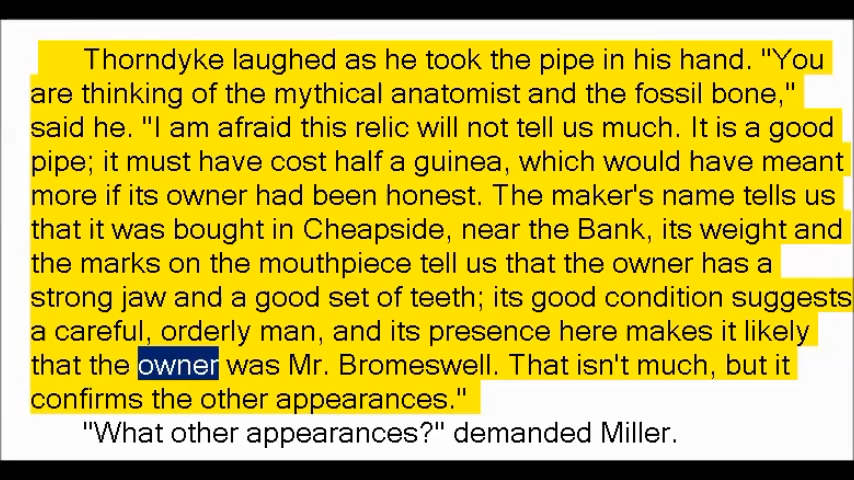 Thorndyke laughed as he took the pipe in his hand. "You
are thinking of the mythical anatomist and the fossil bone,"
said he. "I am afraid this relic will not tell us much. It is a good
pipe; it must have cost half a guinea, which would have meant
more if its owner had been honest. The maker's name tells us
that it was bought in Cheapside, near the Bank, its weight and
the marks on the mouthpiece tell us that the owner has a
strong jaw and a good set of teeth; its good condition suggests
a careful, orderly man, and its presence here makes it likely
that the owner was Mr. Bromeswell. That isn't much, but it
confirms the other appearances."
"What other appearances?" demanded Miller.